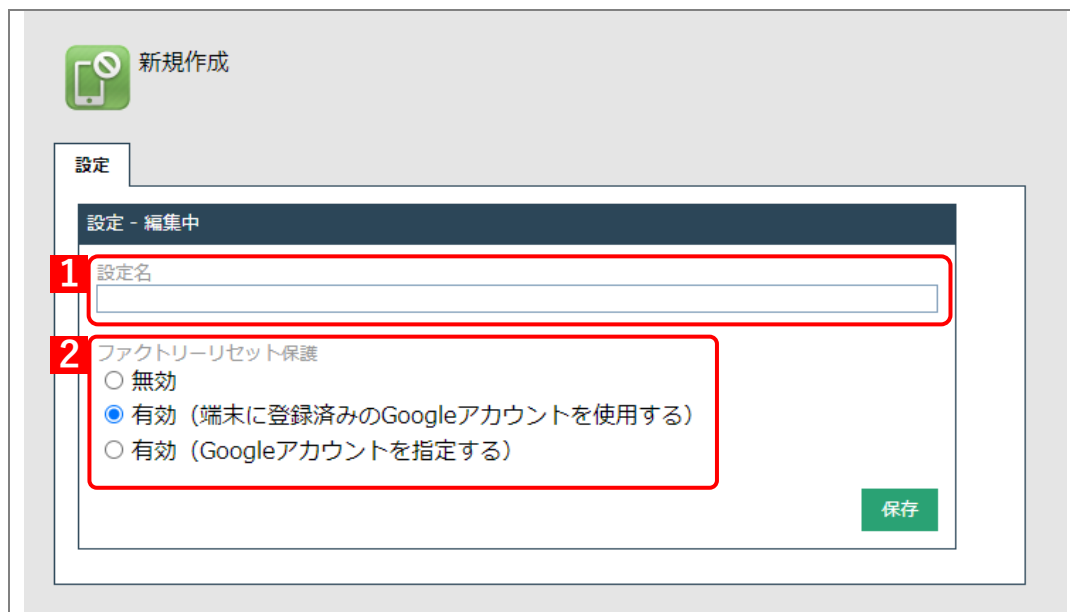 新規作成
設定
設定 - 編集中
1
設定名
2
ファクトリーリセット保護
無効
有効（端末に登録済みのGoogleアカウントを使用する）
有効（Googleアカウントを指定する）
保存